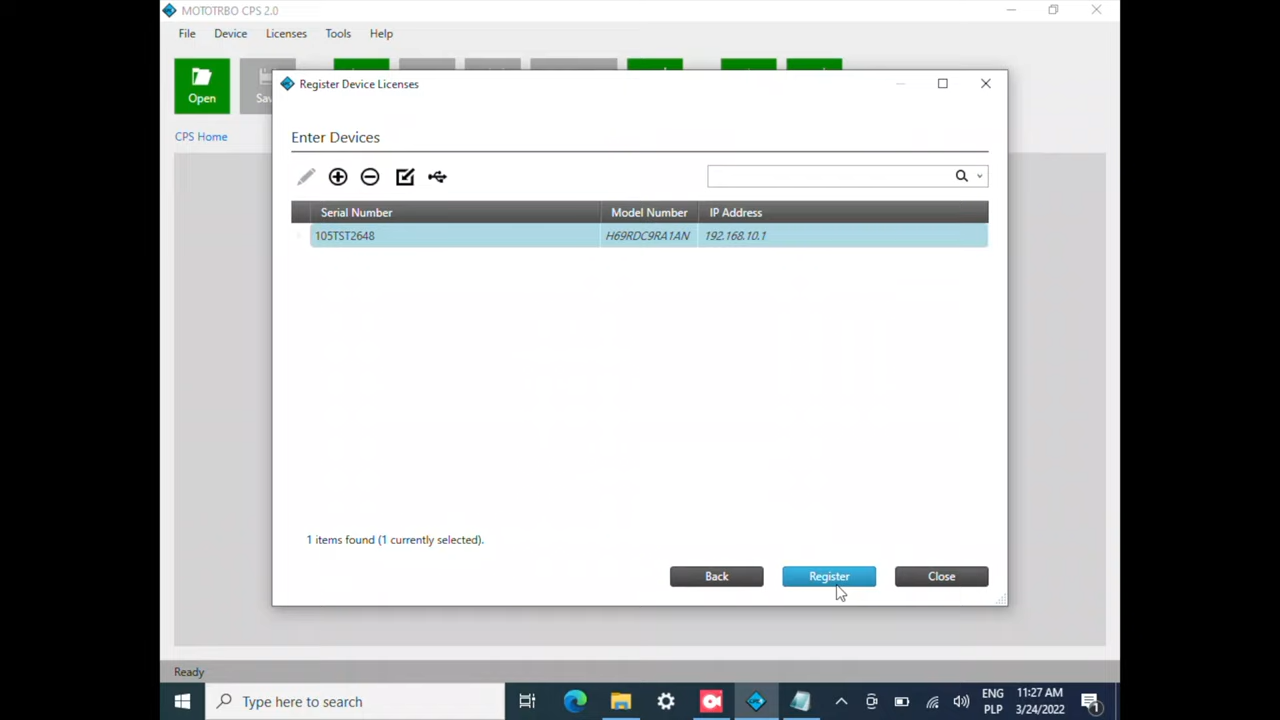 MOTOTRBO CPS 2.0
File Device Licenses Tools Help
Open
Sav
CPS Home
Register Device Licenses
Enter Devices
Serial Number Model Number IP Address
105TST2648 H69RDC9RA1AN 192.168.10.1
1 items found (1 currently selected).
Back Register Close
Ready
Type here to search
ENG
PLP
11:27 AM
3/24/2022
1